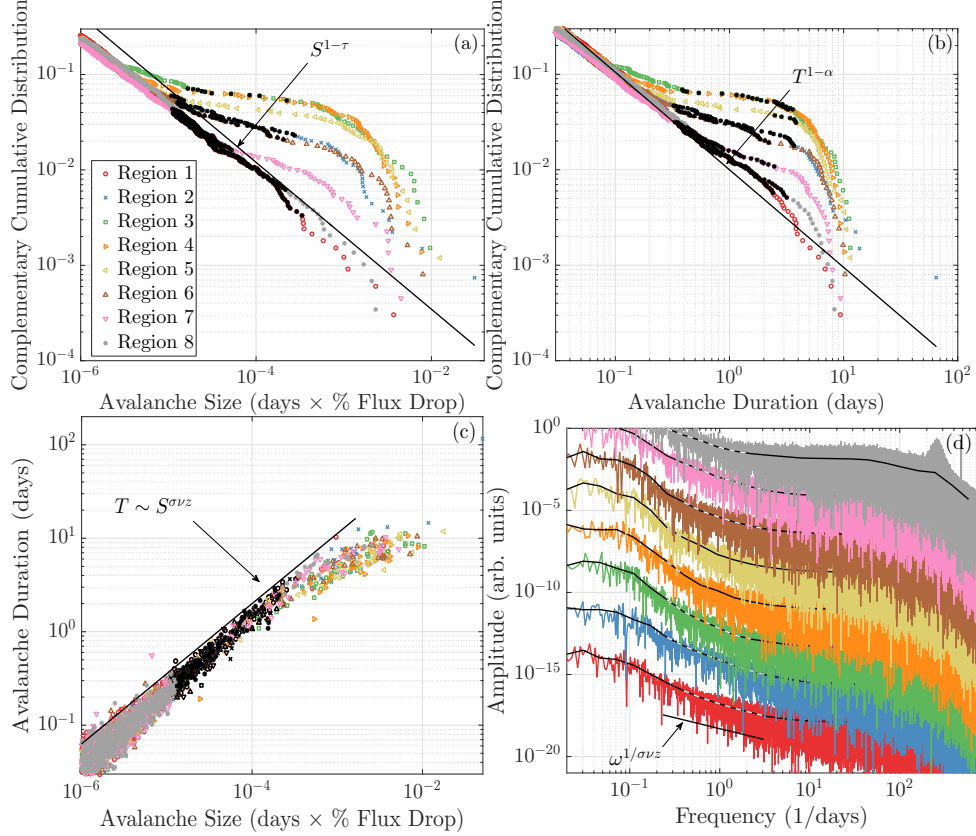 Complementary Cumulative Distribution
10^{-1}
10^{-2}
10^{-3}
10^{-4}
(a)
S^{1-τ}
Region 1
Region 2
Region 3
Region 4
Region 5
Region 6
Region 7
Region 8
10^{-6}
10^{-4}
10^{-2}
Avalanche Size (days × % Flux Drop)
Complementary Cumulative Distribution
10^{-1}
10^{-2}
10^{-3}
10^{-4}
(b)
T^{1-α}
10^{-1}
10^{0}
10^{1}
10^{2}
Avalanche Duration (days)
Avalanche Duration (days)
10^{2}
10^{1}
10^{0}
10^{-1}
(c)
T ∼ S^{σνz}
10^{-6}
10^{-4}
10^{-2}
Avalanche Size (days × % Flux Drop)
Amplitude (arb. units)
10^{0}
10^{-5}
10^{-10}
10^{-15}
10^{-20}
(d)
ω^{1/σνz}
10^{-1}
10^{0}
10^{1}
10^{2}
Frequency (1/days)